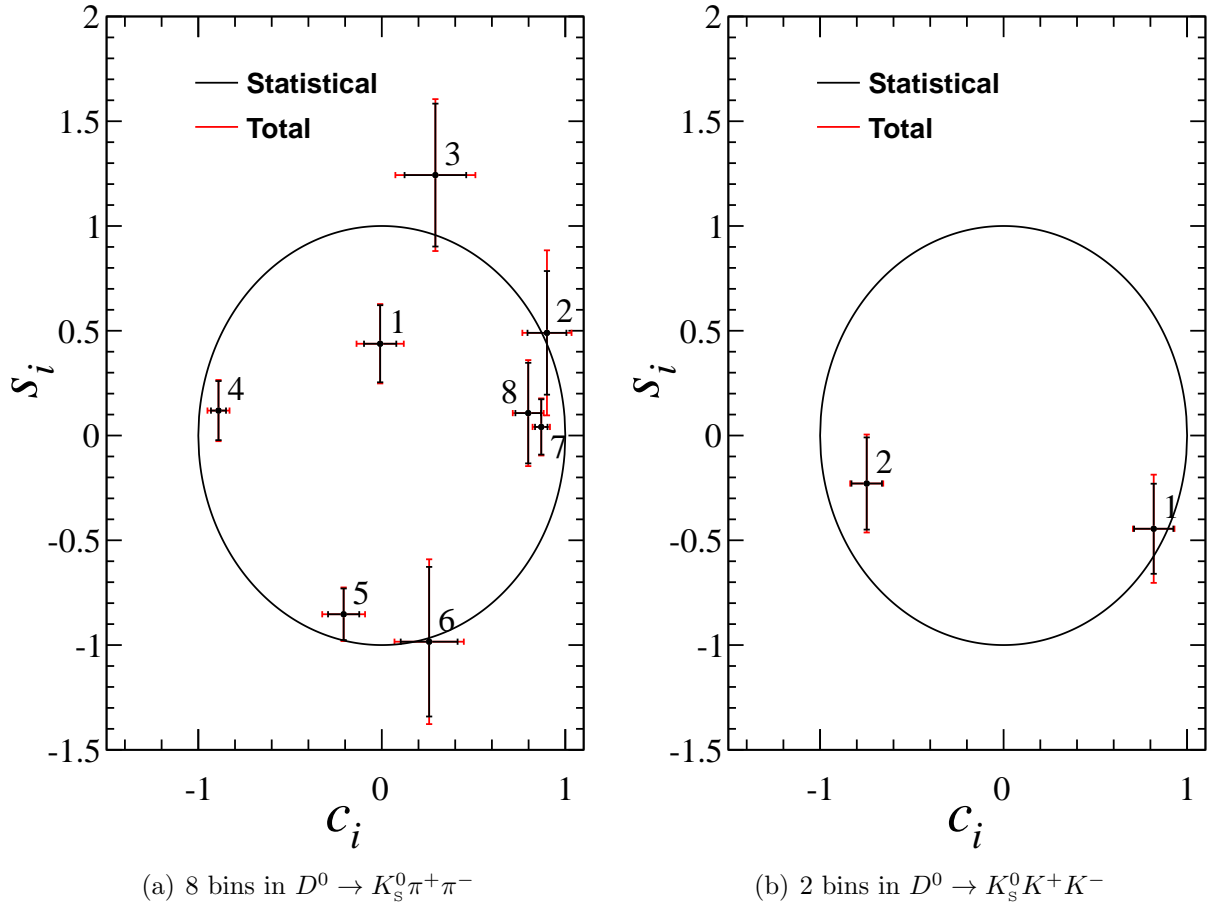 2
1.5
1
0.5
0
-0.5
-1
-1.5
s_i
-1 0 1
c_i
Statistical
Total
3
2
1
8
4
7
5
6
(a) 8 bins in D^0 → K_S^0 π^+ π^-
2
1.5
1
0.5
0
-0.5
-1
-1.5
s_i
-1 0 1
c_i
Statistical
Total
2
1
(b) 2 bins in D^0 → K_S^0 K^+ K^-